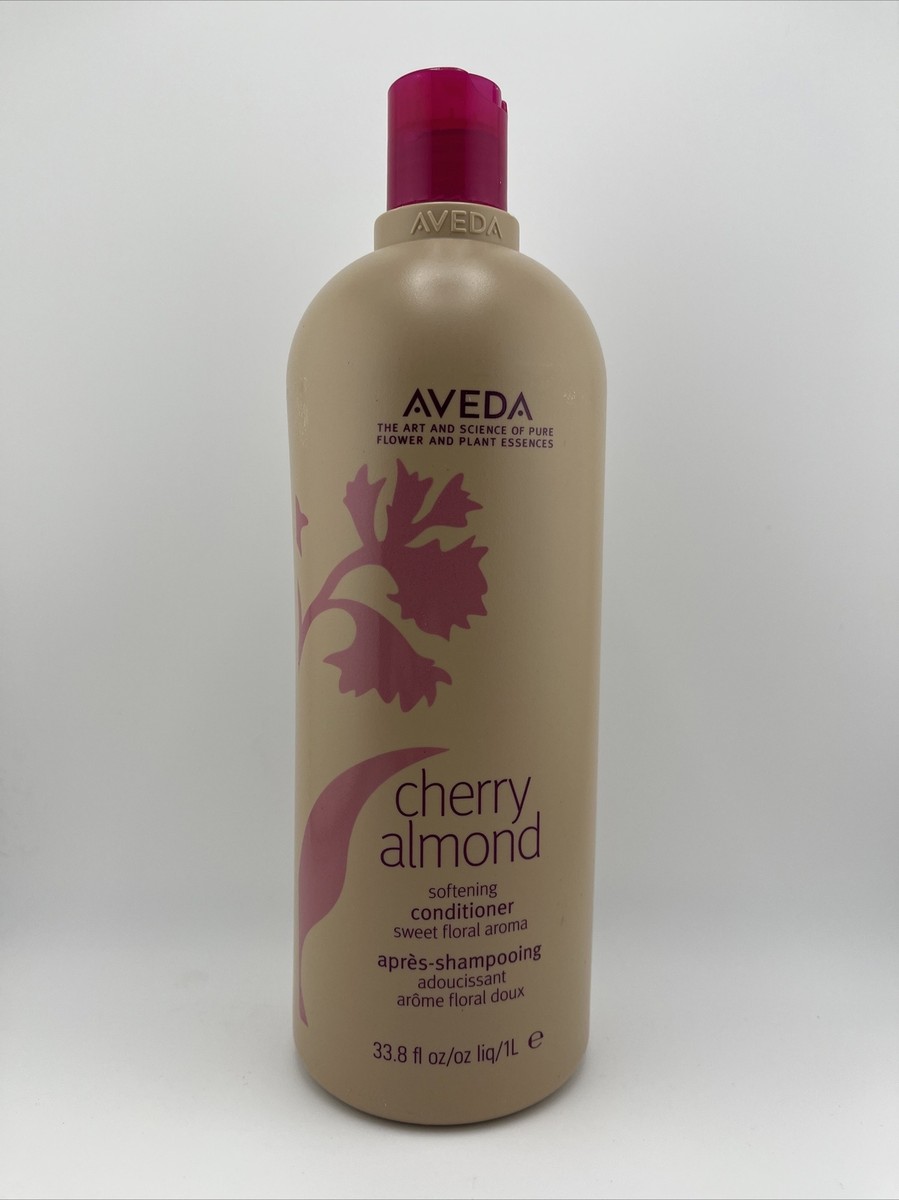 AVEDA
AVEDA
THE ART AND SCIENCE OF PURE
FLOWER AND PLANT ESSENCES
cherry
almond
softening
conditioner
sweet floral aroma
après-shampooing
adoucissant
arôme floral doux
33.8 fl oz/oz liq/1L ℮